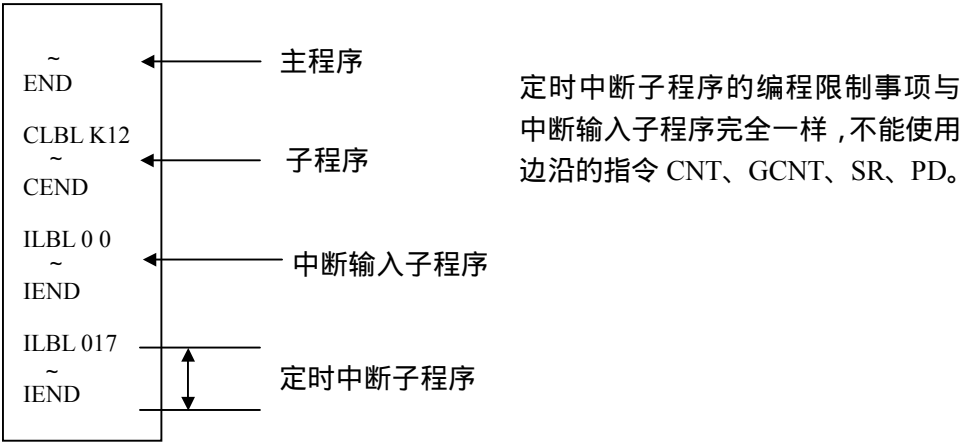 ~
END
CLBL K12
~
CEND
ILBL 0 0
~
IEND
ILBL 017
~
IEND
主程序
子程序
中断输入子程序
定时中断子程序
定时中断子程序的编程限制事项与
中断输入子程序完全一样,不能使用
边沿的指令 CNT、GCNT、SR、PD。